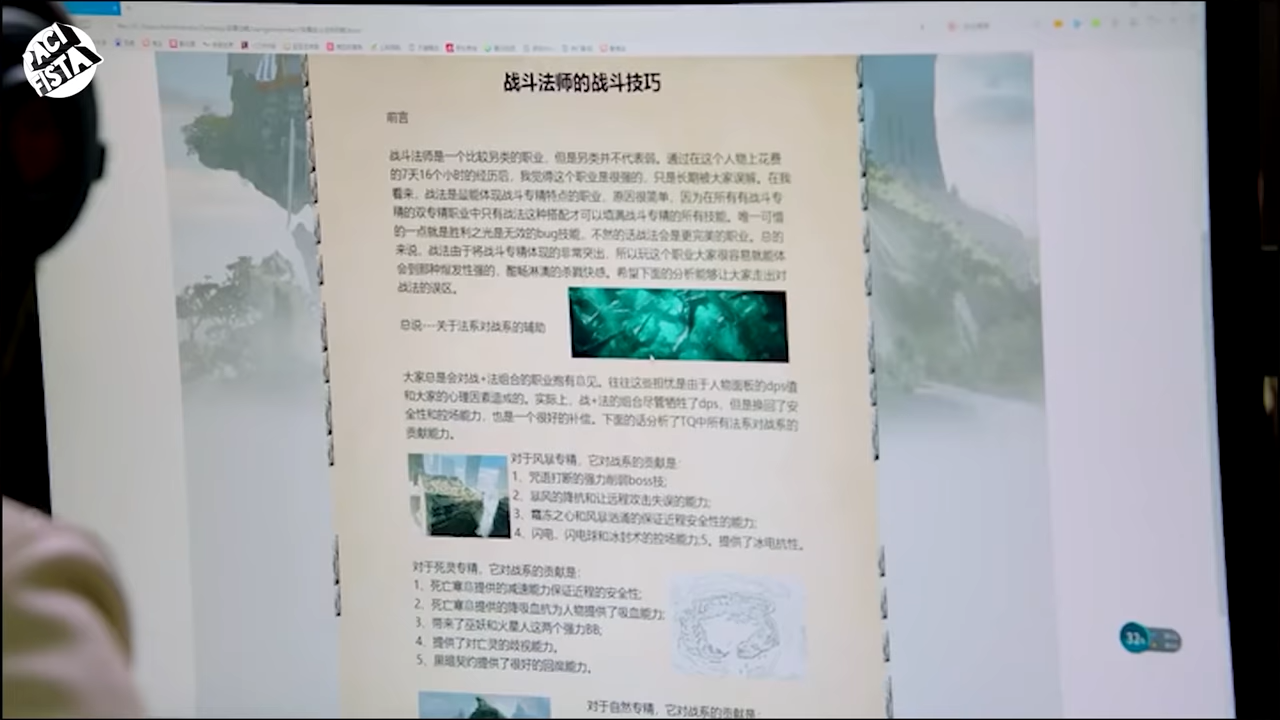 PACI
FISTA
战斗法师的战斗技巧
前言
战斗法师是一个比较另类的职业，但是另类并不代表弱。通过在这个人物上花费
的7天16个小时的经历后，我觉得这个职业是很强的，只是长期被大家误解。在我
看来，战法是最能体现战斗专精特点的职业，原因很简单，因为在所有有战斗专
精的双专精职业中只有战法这种搭配才可以填满战斗专精的所有技能。唯一可惜
的一点就是胜利之光是无效的bug技能，不然的话战法会是更完美的职业。总的
来说，战法由于将战斗专精体现的非常突出，所以玩这个职业大家很容易就能体
会到那种爆发性强的，酣畅淋漓的杀戮快感。希望下面的分析能够让大家走出对
战法的误区。
总说---关于法系对战系的辅助
大家总是会对战+法组合的职业抱有意见。往往这些担忧是由于人物面板的dps值
和大家的心理因素造成的。实际上，战+法的组合尽管牺牲了dps，但是换回了安
全性和控场能力，也是一个很好的补偿。下面的话分析了TQ中所有法系对战系的
贡献能力。
对于风暴专精，它对战系的贡献是：
1、咒语打断的强力削弱boss技;
2、暴风的降抗和让远程攻击失误的能力;
3、霜冻之心和风暴汹涌的保证近程安全性的能力;
4、闪电、闪电球和冰封术的控场能力;5。提供了冰电抗性。
对于死灵专精，它对战系的贡献是：
1、死亡寒意提供的减速能力保证近程的安全性;
2、死亡寒意提供的降吸血抗为人物提供了吸血能力;
3、带来了巫妖和火星人这两个强力BB;
4、提供了对亡灵的歧视能力。
5、黑暗契约提供了很好的回腐能力。
对于自然专精，它对战系的贡献是：
32%